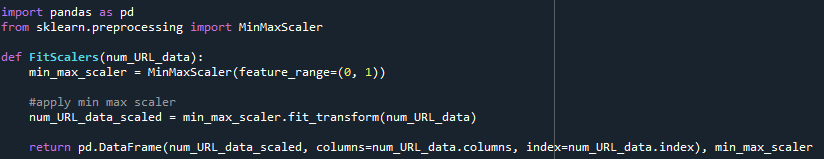 import pandas as pd
from sklearn.preprocessing import MinMaxScaler
def FitScalers(num_URL_data):
min_max_scaler = MinMaxScaler(feature_range=(0, 1))
#apply min max scaler
num_URL_data_scaled = min_max_scaler.fit_transform(num_URL_data)
return pd.DataFrame(num_URL_data_scaled, columns=num_URL_data.columns, index=num_URL_data.index), min_max_scaler